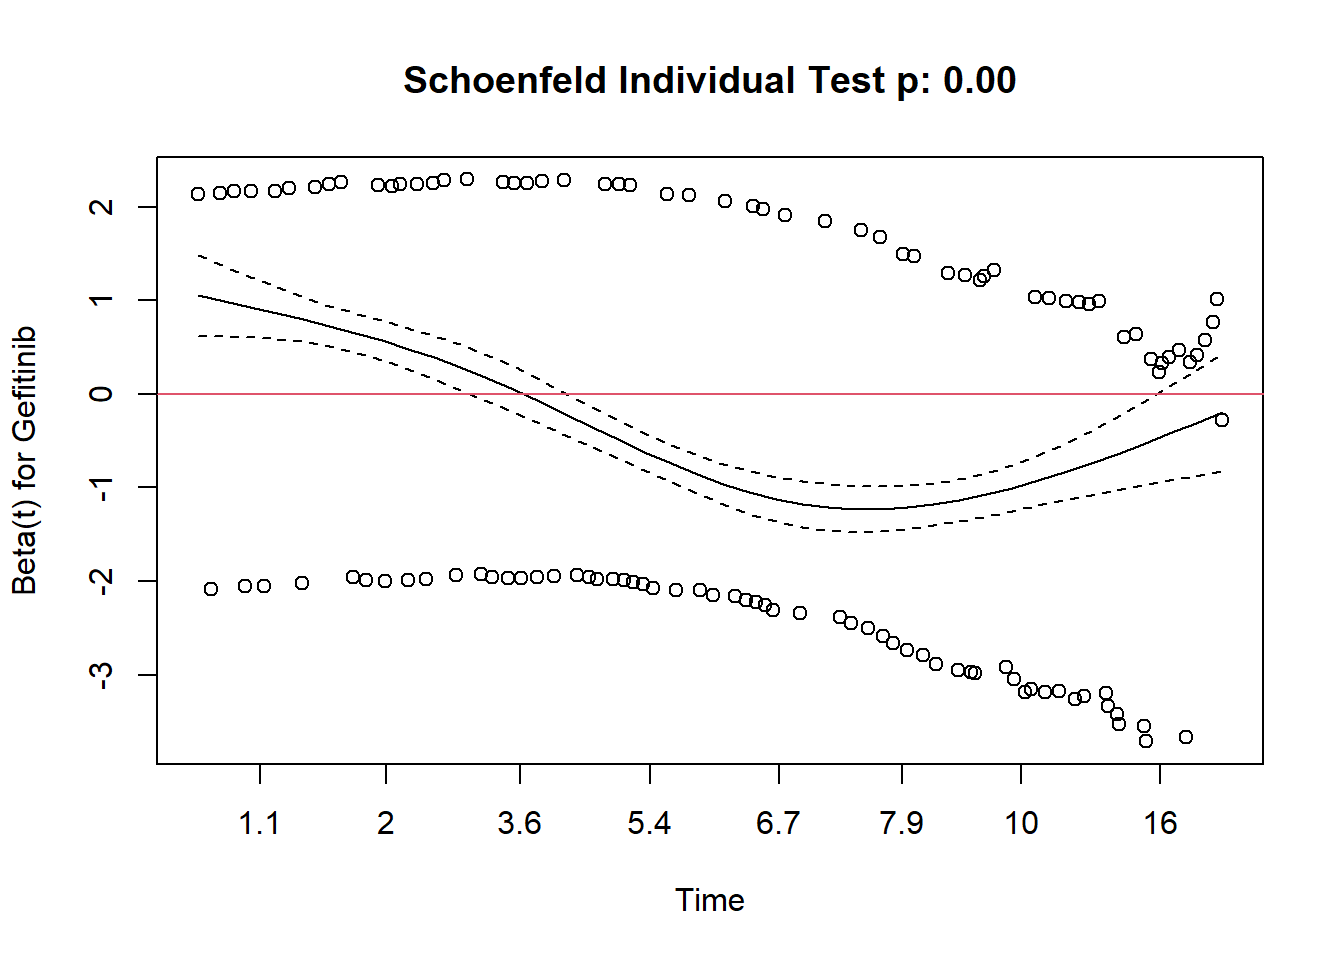 Schoenfeld Individual Test p: 0.00
Beta(t) for Gefitinib
2
1
0
-1
-2
-3
1.1 2 3.6 5.4 6.7 7.9 10 16
Time